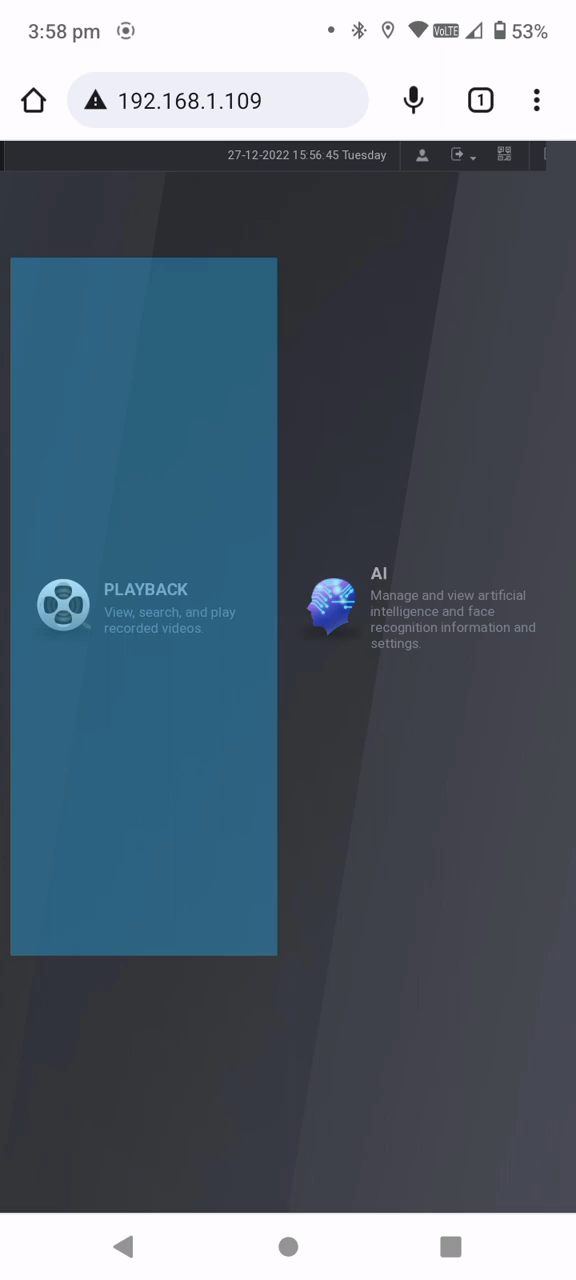 3:58 pm
VoLTE
53%
192.168.1.109
1
27-12-2022 15:56:45 Tuesday
PLAYBACK
View, search, and play
recorded videos.
AI
Manage and view artificial
intelligence and face
recognition information and
settings.